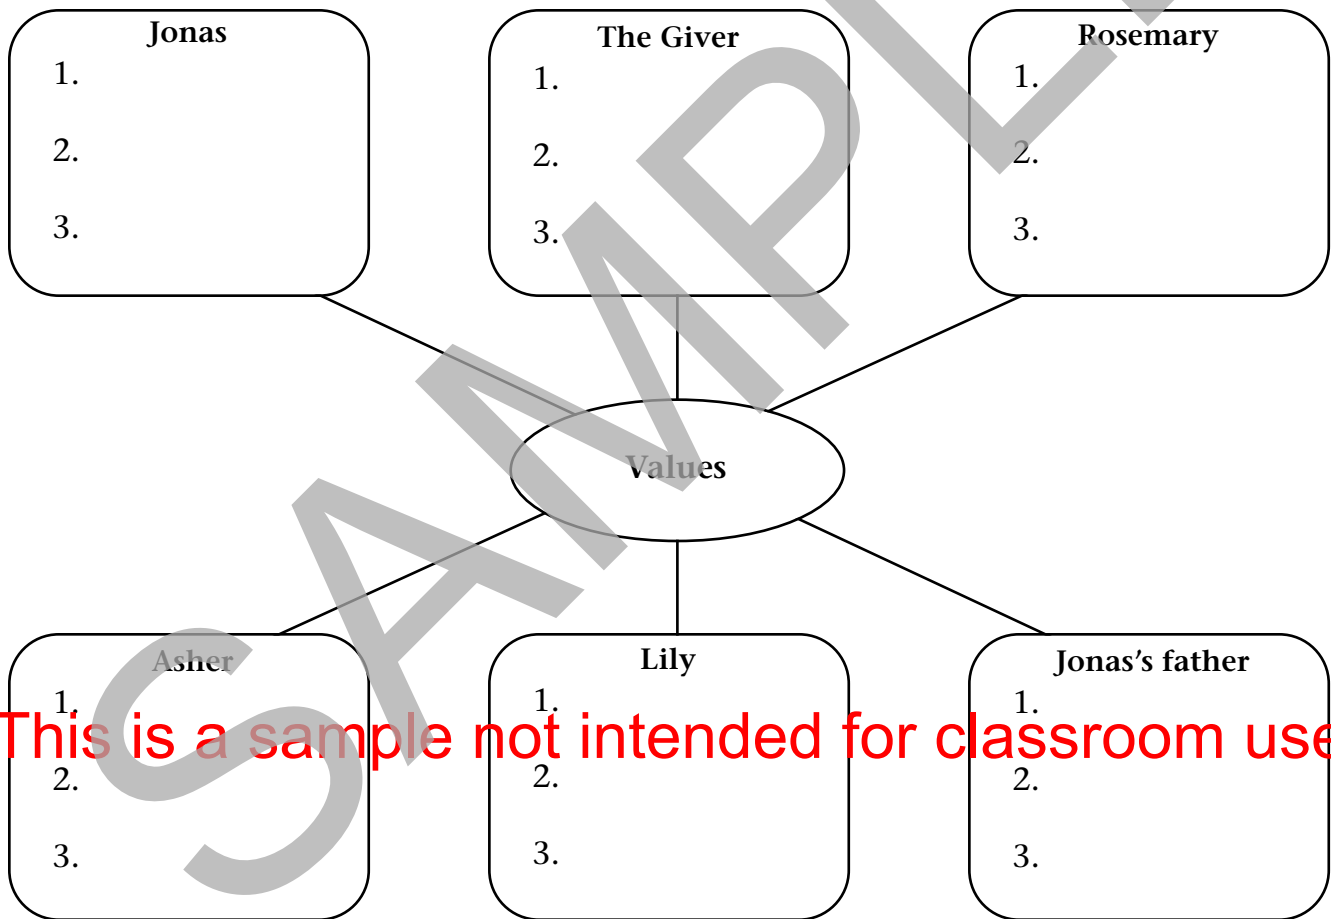 Jonas
1.
2.
3.
The Giver
1.
2.
3.
Rosemary
1.
2.
3.
Values
Asher
1.
2.
3.
Lily
1.
2.
3.
Jonas's father
1.
2.
3.
This is a sample not intended for classroom use
SAMPL